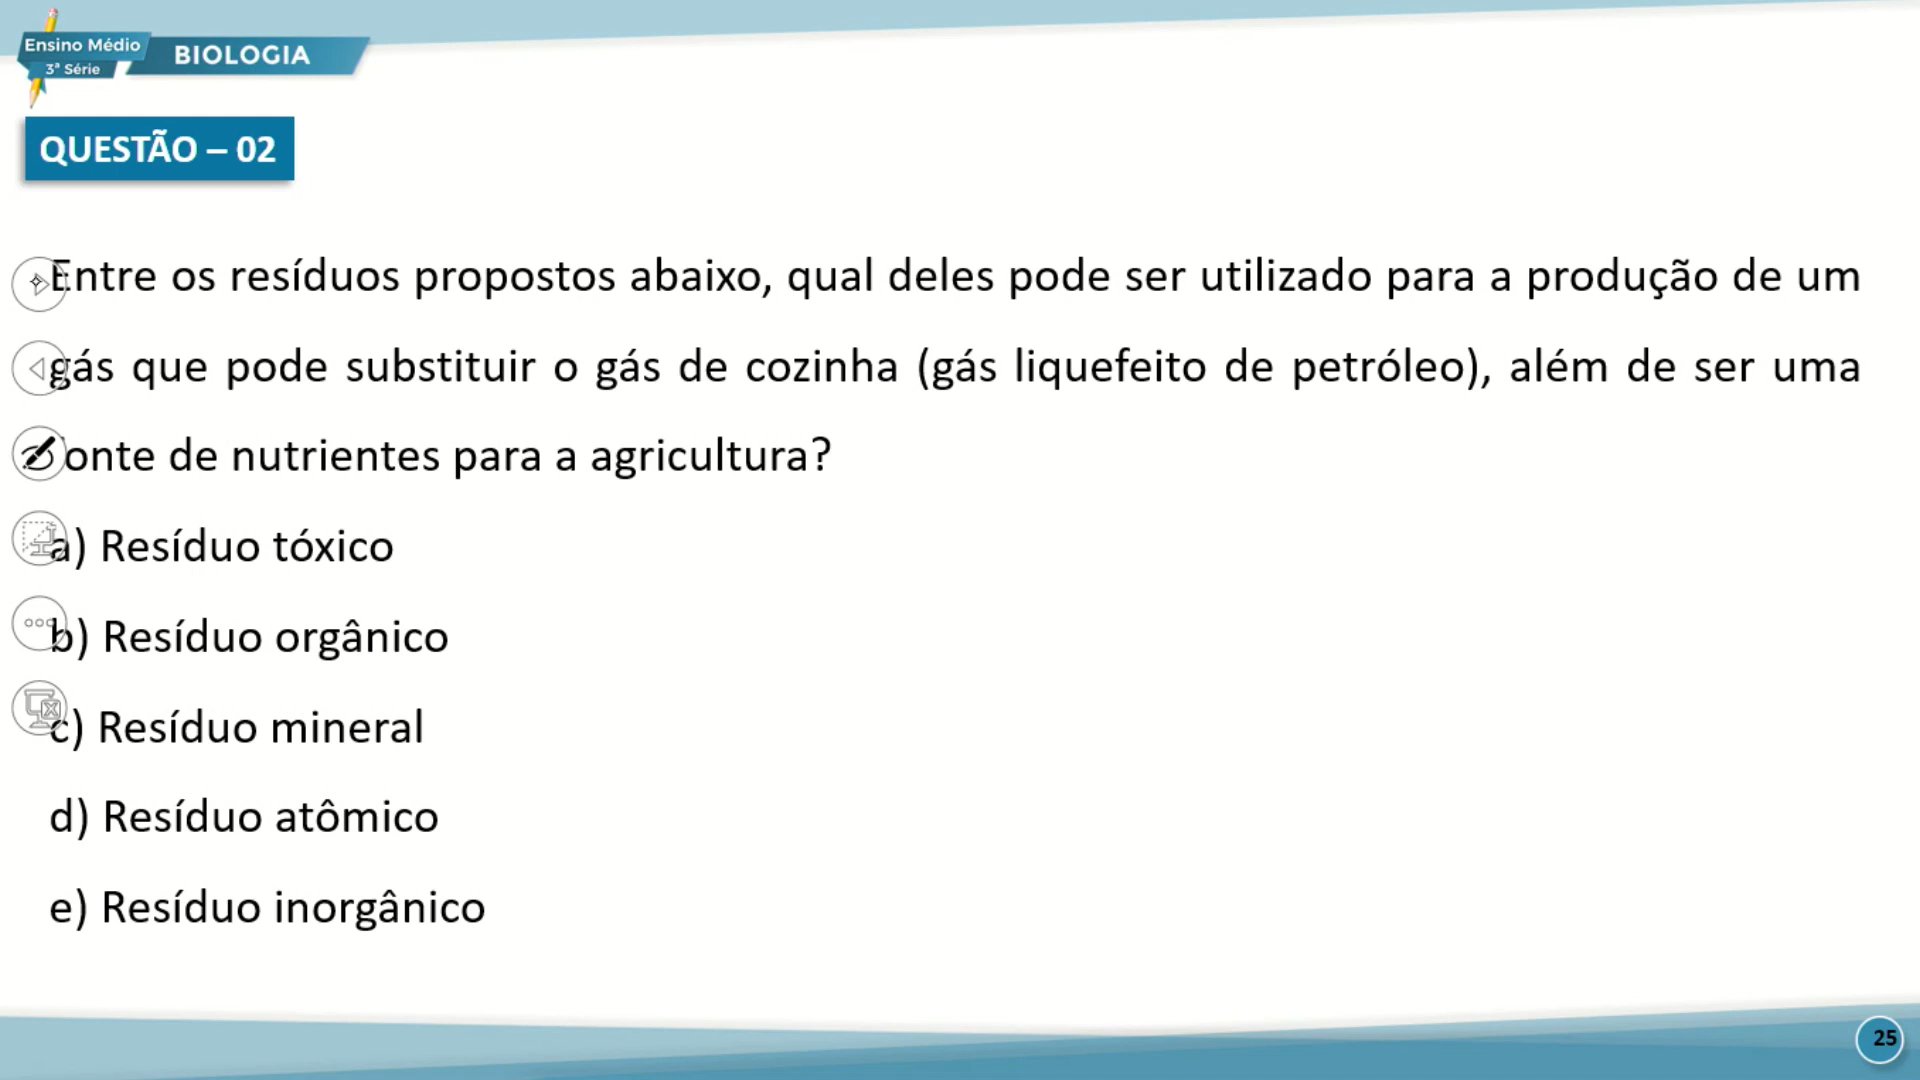 Ensino Médio
3ª Série
BIOLOGIA
QUESTÃO – 02
Entre os resíduos propostos abaixo, qual deles pode ser utilizado para a produção de um
gás que pode substituir o gás de cozinha (gás liquefeito de petróleo), além de ser uma
fonte de nutrientes para a agricultura?
a) Resíduo tóxico
b) Resíduo orgânico
c) Resíduo mineral
d) Resíduo atômico
e) Resíduo inorgânico
25